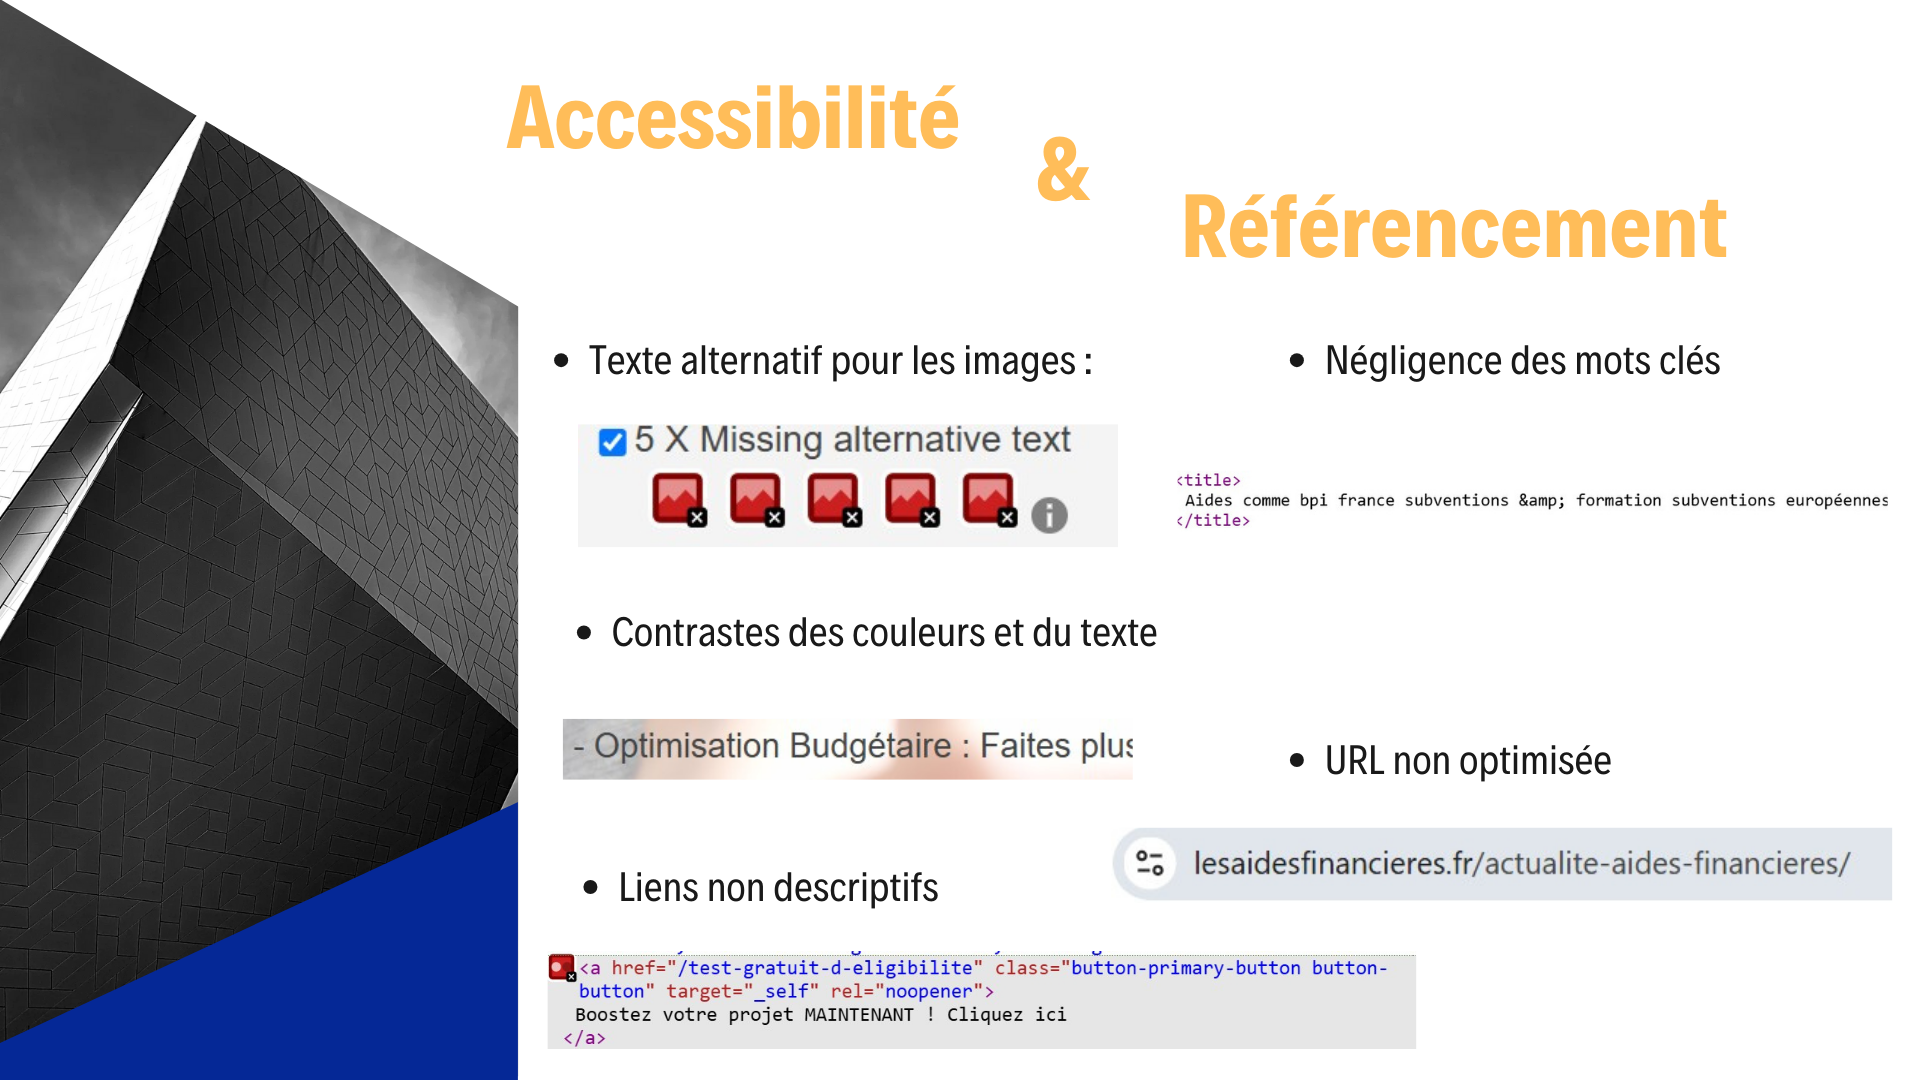 Accessibilité
&
Référencement
• Texte alternatif pour les images :
5 X Missing alternative text
• Contrastes des couleurs et du texte
- Optimisation Budgétaire : Faites plus
• Liens non descriptifs
<a href="/test-gratuit-d-eligibilite" class="button-primary-button button-
button" target="_self" rel="noopener">
Boostez votre projet MAINTENANT ! Cliquez ici
</a>
• Négligence des mots clés
<title>
Aides comme bpi france subventions &amp; formation subventions européennes
</title>
• URL non optimisée
lesaidesfinancieres.fr/actualite-aides-financieres/